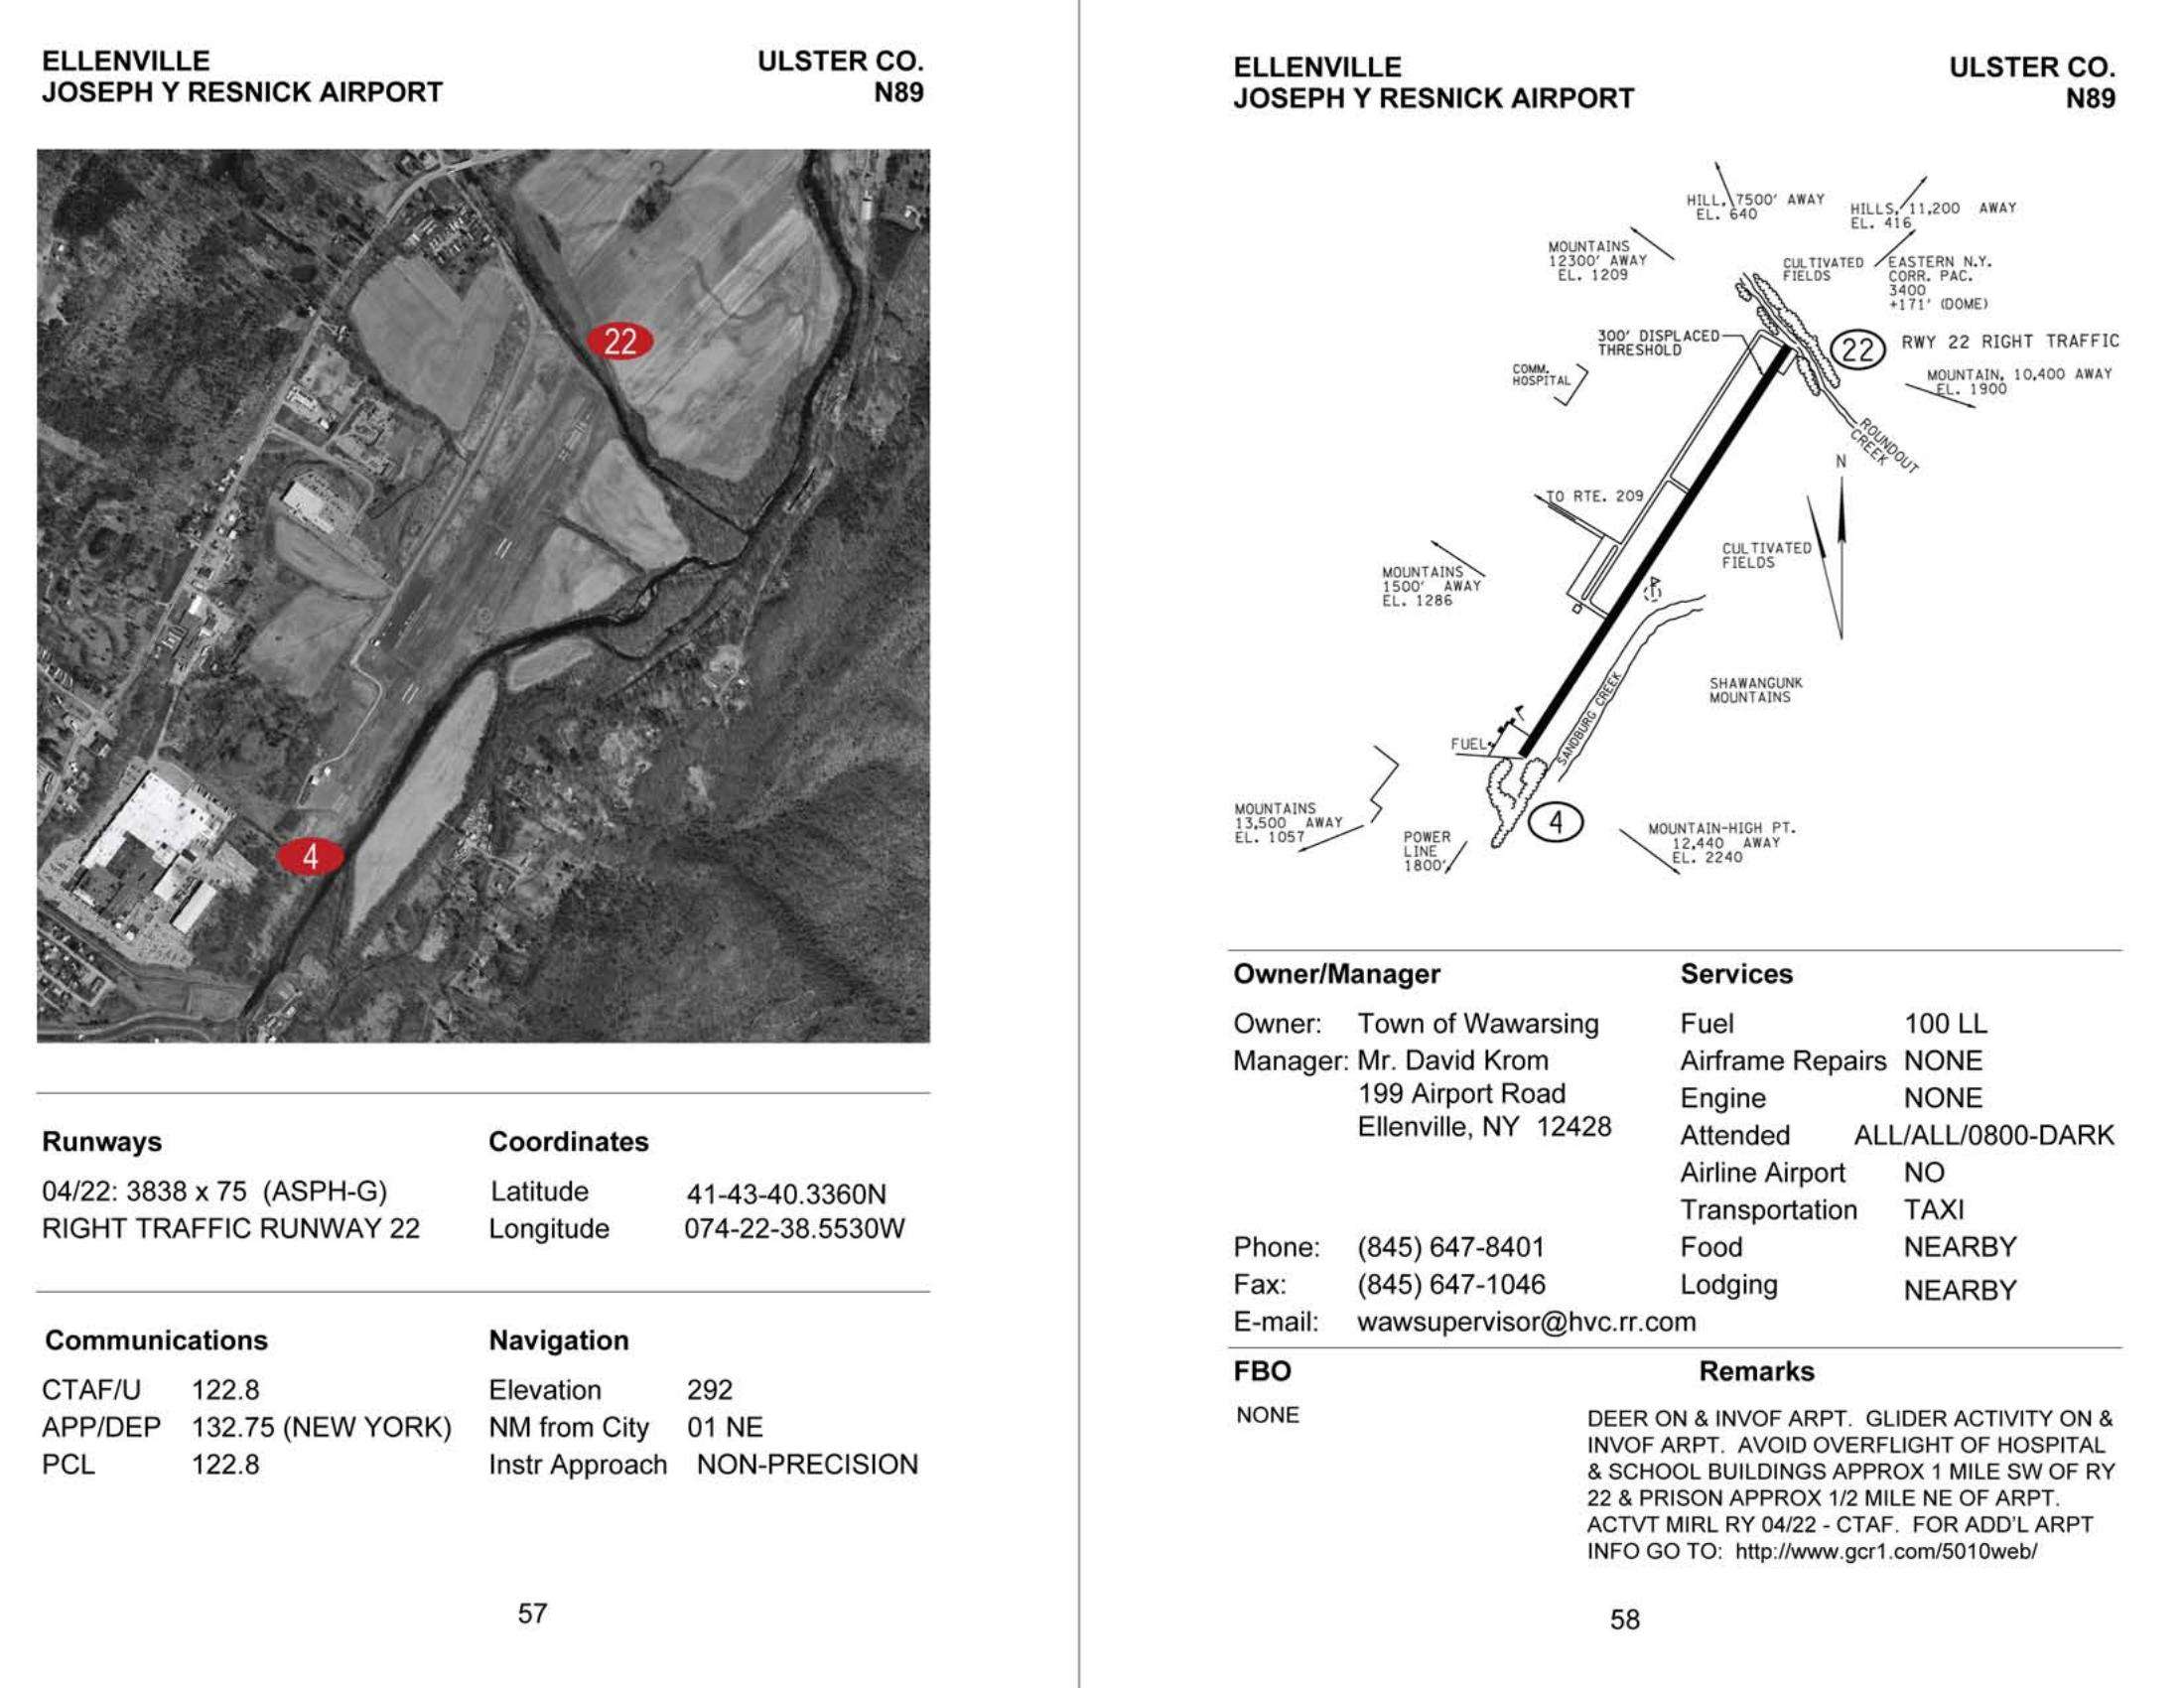 ELLENVILLE
JOSEPH Y RESNICK AIRPORT
ULSTER CO.
N89
22
4
Runways
04/22: 3838 x 75 (ASPH-G)
RIGHT TRAFFIC RUNWAY 22
Coordinates
Latitude 41-43-40.3360N
Longitude 074-22-38.5530W
Communications
CTAF/U 122.8
APP/DEP 132.75 (NEW YORK)
PCL 122.8
Navigation
Elevation 292
NM from City 01 NE
Instr Approach NON-PRECISION
57
ELLENVILLE
JOSEPH Y RESNICK AIRPORT
ULSTER CO.
N89
HILL, 7500' AWAY
EL. 640
HILLS, 11,200 AWAY
EL. 416
MOUNTAINS
12300' AWAY
EL. 1209
CULTIVATED
FIELDS
EASTERN N.Y.
CORR. PAC.
3400
+171' (DOME)
300' DISPLACED
THRESHOLD
22
RWY 22 RIGHT TRAFFIC
COMM.
HOSPITAL
MOUNTAIN, 10,400 AWAY
EL. 1900
ROUNDOUT
CREEK
N
TO RTE. 209
CULTIVATED
FIELDS
MOUNTAINS
1500' AWAY
EL. 1286
SHAWANGUNK
MOUNTAINS
SANDBURG CREEK
FUEL
MOUNTAINS
13,500 AWAY
EL. 1057
4
POWER
LINE
1800'
MOUNTAIN-HIGH PT.
12,440 AWAY
EL. 2240
Owner/Manager
Owner: Town of Wawarsing
Manager: Mr. David Krom
199 Airport Road
Ellenville, NY 12428
Phone: (845) 647-8401
Fax: (845) 647-1046
E-mail: wawsupervisor@hvc.rr.com
Services
Fuel 100 LL
Airframe Repairs NONE
Engine NONE
Attended ALL/ALL/0800-DARK
Airline Airport NO
Transportation TAXI
Food NEARBY
Lodging NEARBY
FBO
NONE
Remarks
DEER ON & INVOF ARPT. GLIDER ACTIVITY ON &
INVOF ARPT. AVOID OVERFLIGHT OF HOSPITAL
& SCHOOL BUILDINGS APPROX 1 MILE SW OF RY
22 & PRISON APPROX 1/2 MILE NE OF ARPT.
ACTVT MIRL RY 04/22 - CTAF. FOR ADD'L ARPT
INFO GO TO: http://www.gcr1.com/5010web/
58